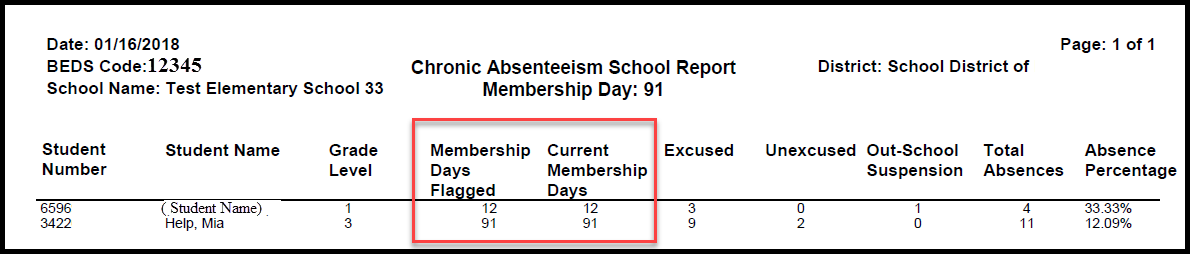 Date: 01/16/2018 Page: 1 of 1
BEDS Code:12345 Chronic Absenteeism School Report District: School District of
School Name: Test Elementary School 33 Membership Day: 91
Student Number Student Name Grade Level Membership Days Flagged Current Membership Days Excused Unexcused Out-School Suspension Total Absences Absence Percentage
6596 (Student Name) 1 12 12 3 0 1 4 33.33%
3422 Help, Mia 3 91 91 9 2 0 11 12.09%